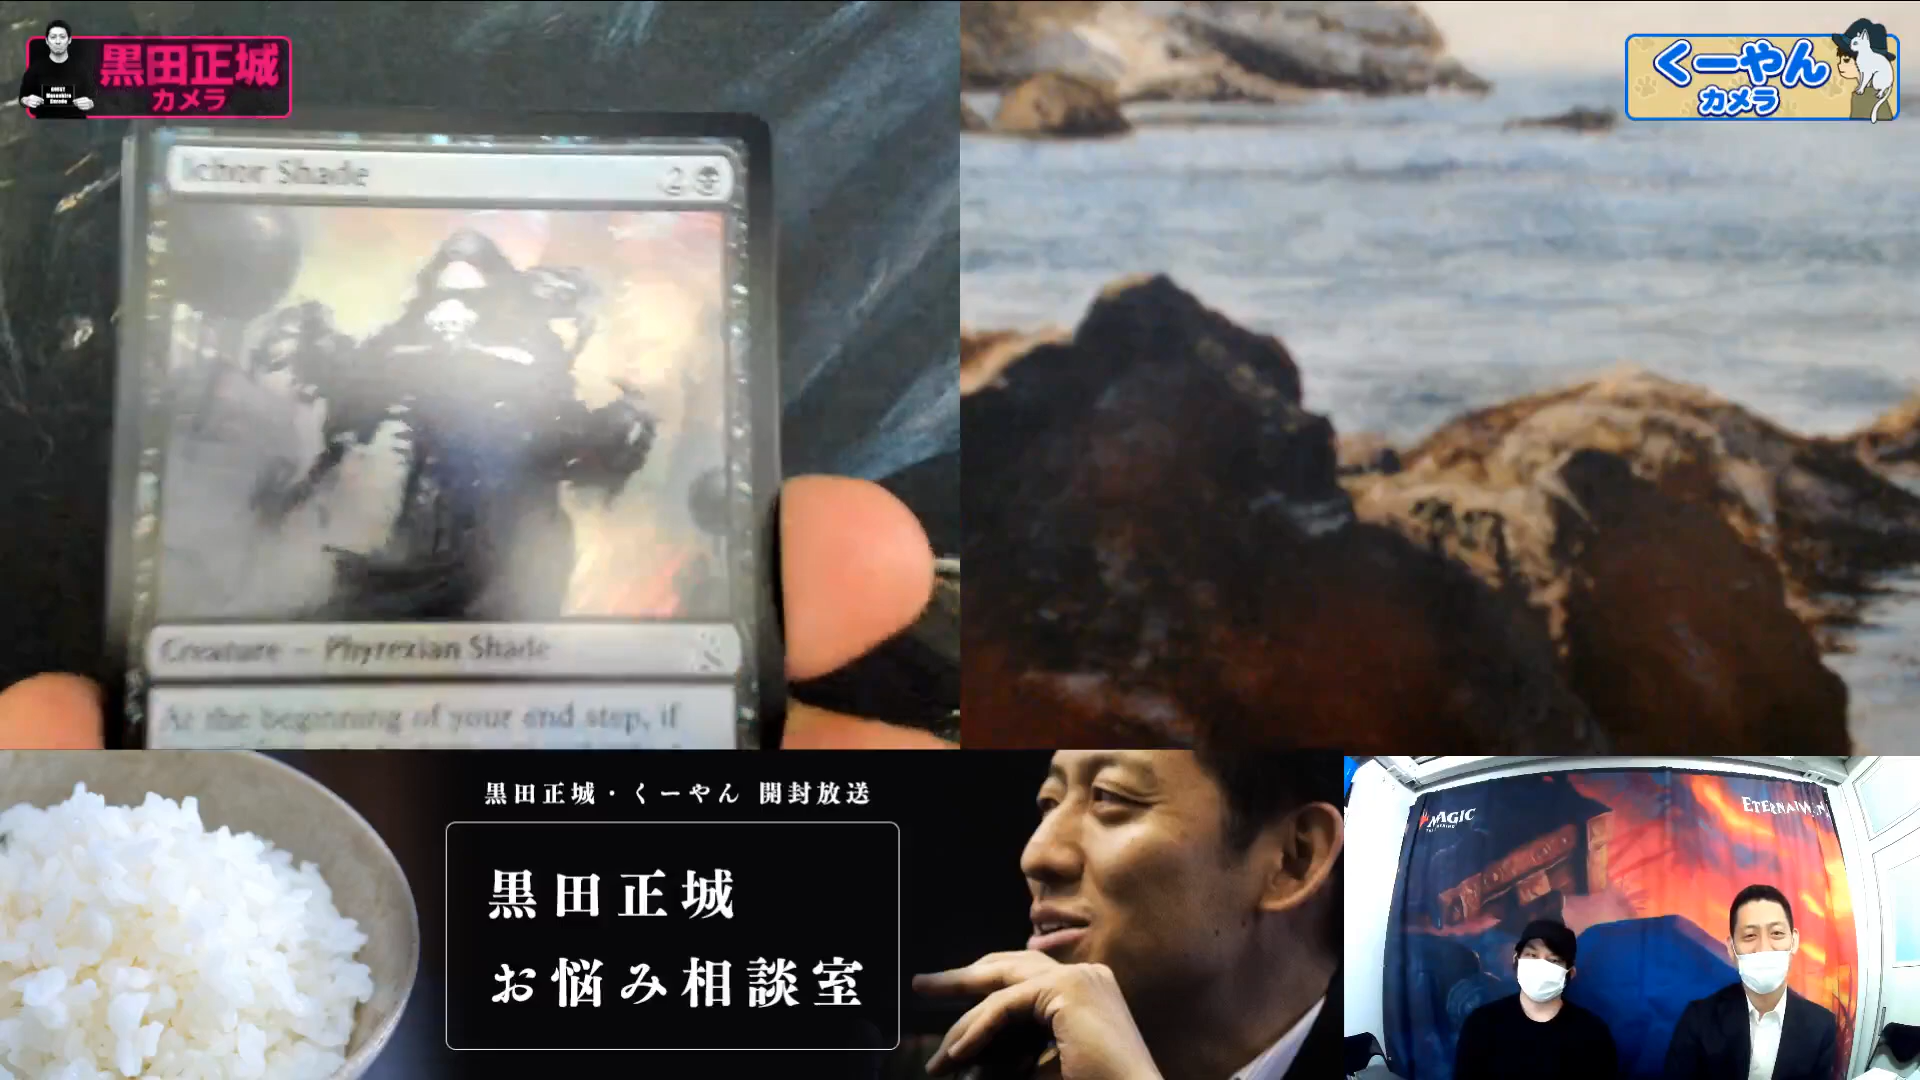 黒田正城
カメラ
くーやん
カメラ
Ichor Shade
2
Creature – Phyrexian Shade
At the beginning of your end step, if
黒田正城・くーやん 開封放送
黒田正城
お悩み相談室
MAGIC